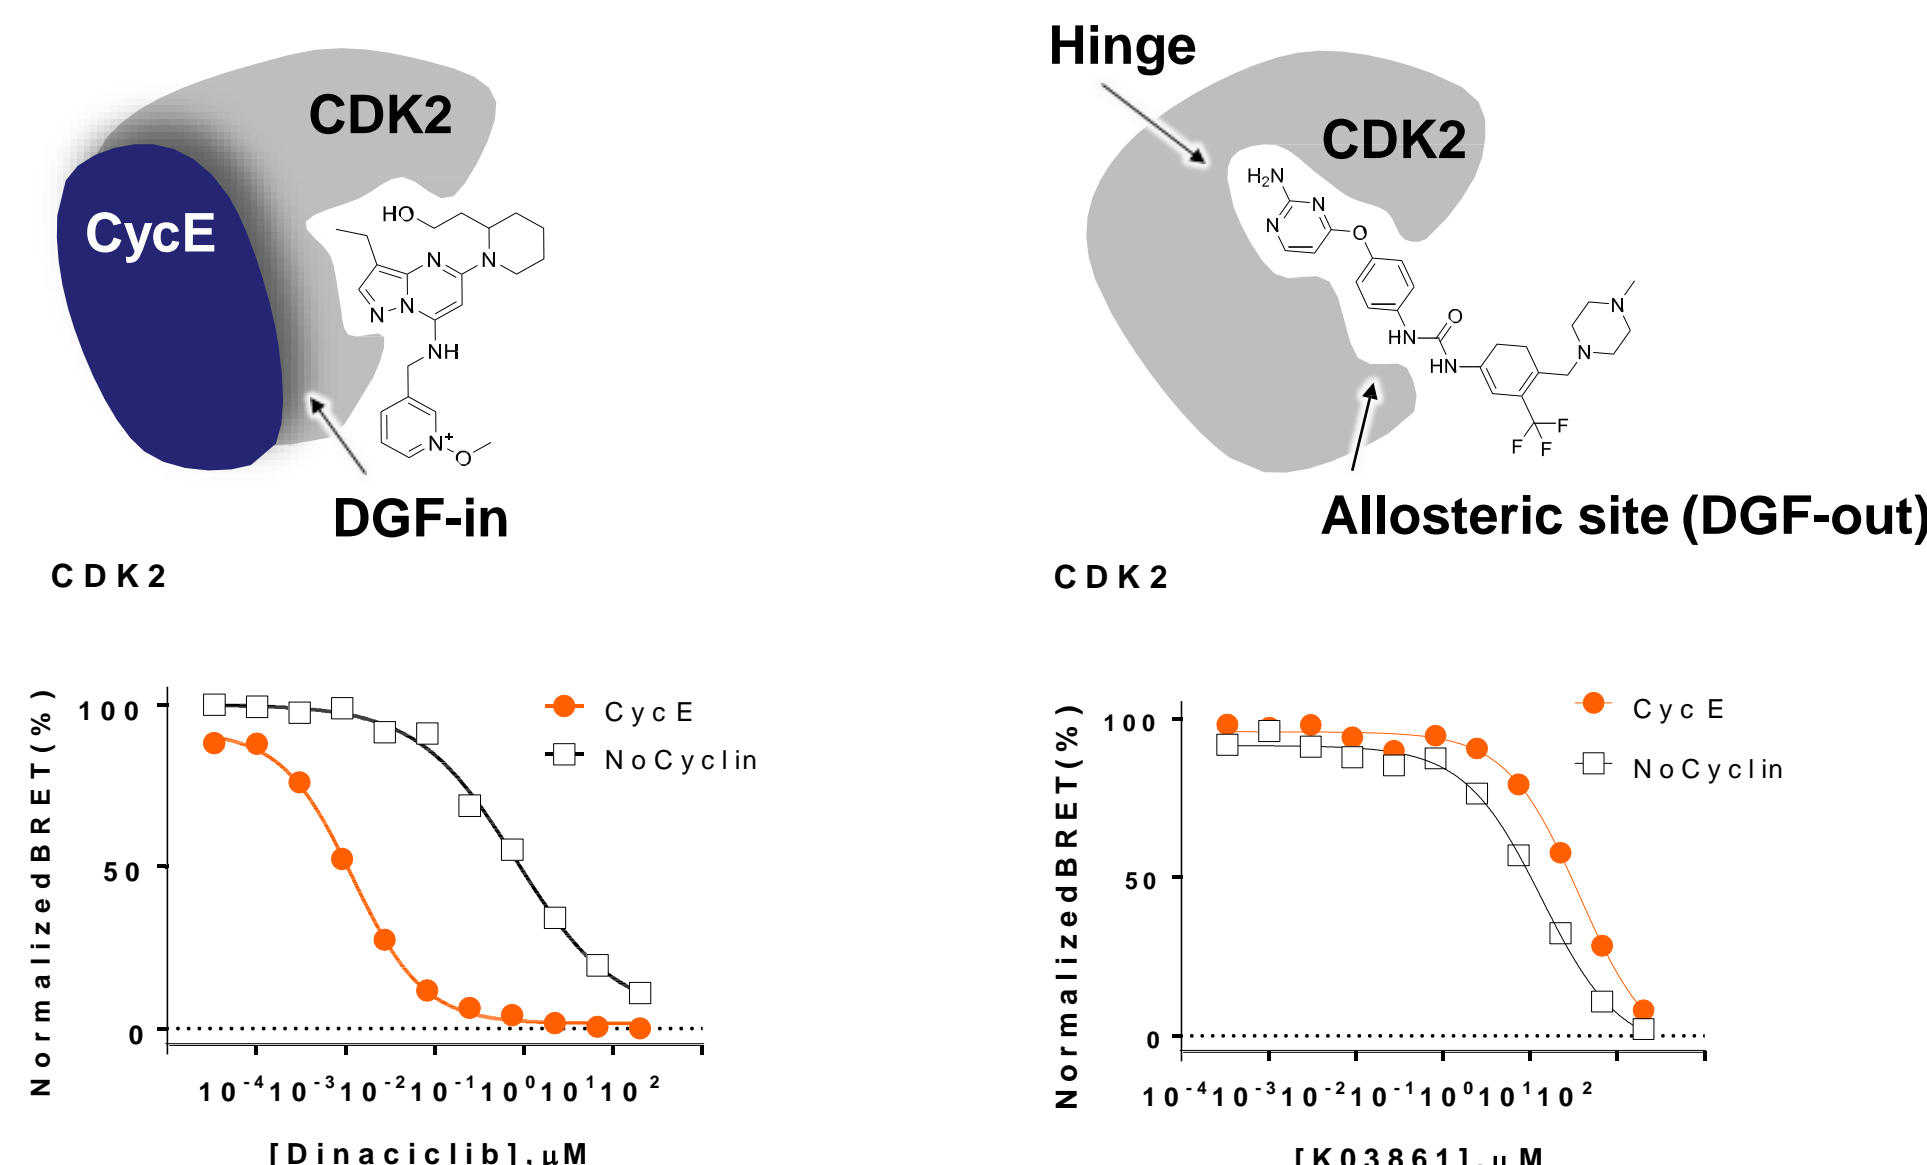 Hinge
CDK2
CDK2
CycE
HO
N
N
N
N
NH
N+
O
H2N
N
N
O
HN
O
HN
N
N
F
F
F
DGF-in
Allosteric site (DGF-out)
CDK2
CDK2
Normalized BRET (%)
100
50
0
CycE
No Cyclin
10-4 10-3 10-2 10-1 100 101 102
[Dinaciclib], μM
Normalized BRET (%)
100
50
0
Cyc E
No Cyclin
10-4 10-3 10-2 10-1 100 101 102
[K03861], μM